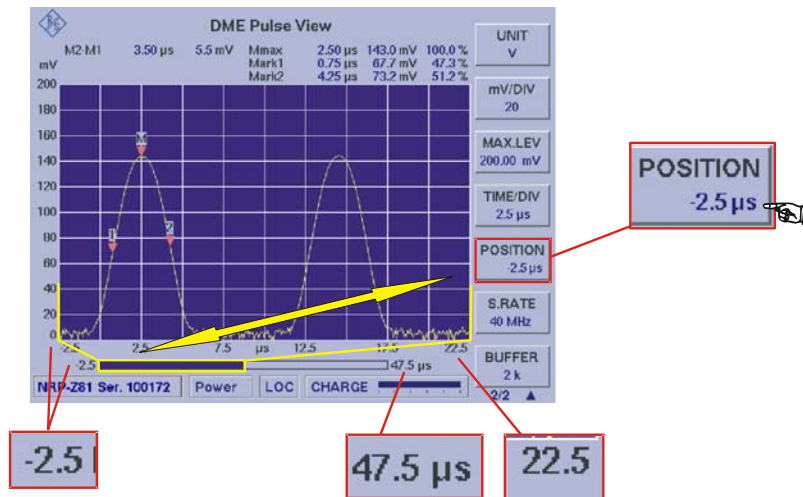 DME Pulse View
M2-M1 3.50 µs 5.5 mV Mmax 2.50 µs 143.0 mV 100.0 %
Mark1 0.75 µs 67.7 mV 47.3 %
Mark2 4.25 µs 73.2 mV 51.2 %
mV
200
180
160
140
120
100
80
60
40
20
0
M
1
2
-2.5 2.5 7.5 µs 12.5 17.5 22.5
-2.5 47.5 µs
NRP-Z81 Ser. 100172 Power LOC CHARGE
UNIT
V
mV/DIV
20
MAX.LEV
200.00 mV
TIME/DIV
2.5 µs
POSITION
-2.5 µs
S.RATE
40 MHz
BUFFER
2 k
2/2 ▲
POSITION
-2.5 µs
-2.5
47.5 µs
22.5